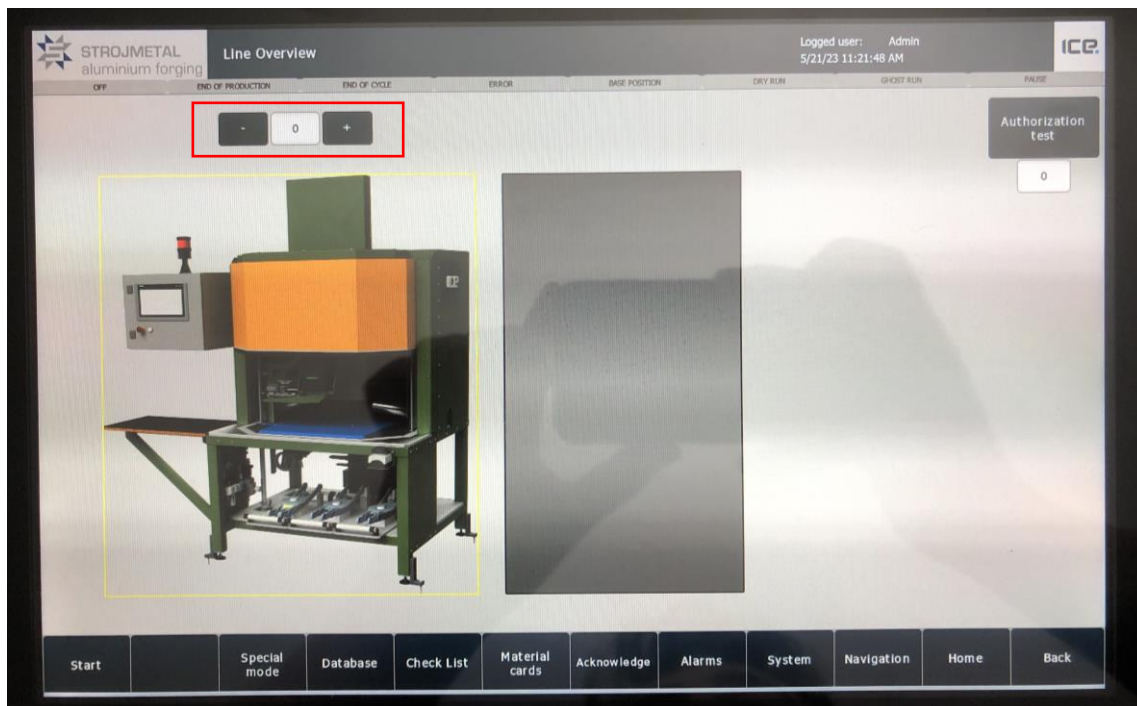 STROJMETAL
aluminium forging
Line Overview
Logged user: Admin
5/21/23 11:21:48 AM
ICE.
OFF END OF PRODUCTION END OF CYCLE ERROR BASE POSITION DRY RUN GHOST RUN PAUSE
- 0 +
Authorization
test
0
Start
Special
mode
Database
Check List
Material
cards
Acknowledge
Alarms
System
Navigation
Home
Back